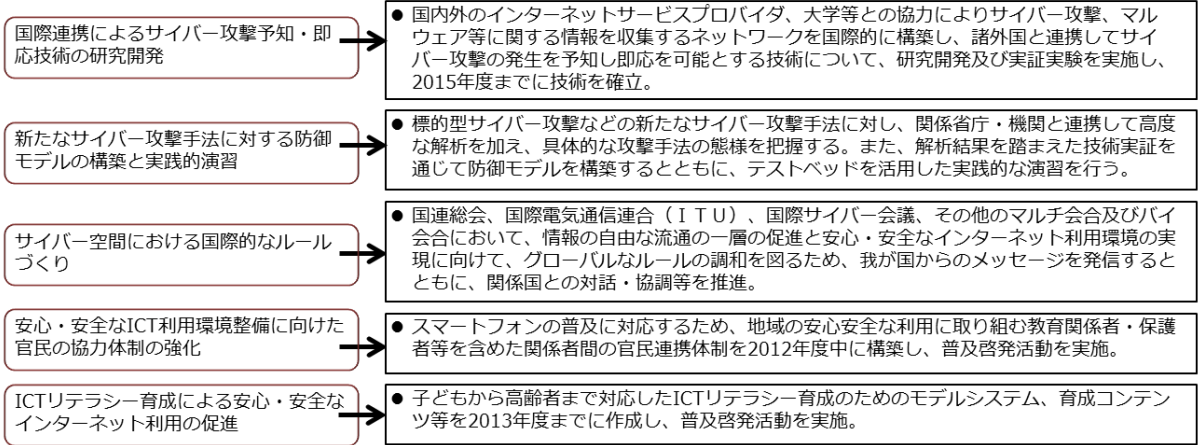 国際連携によるサイバー攻撃予知・即
応技術の研究開発
● 国内外のインターネットサービスプロバイダ、大学等との協力によりサイバー攻撃、マル
ウェア等に関する情報を収集するネットワークを国際的に構築し、諸外国と連携してサイ
バー攻撃の発生を予知し即応を可能とする技術について、研究開発及び実証実験を実施し、
2015年度までに技術を確立。
新たなサイバー攻撃手法に対する防御
モデルの構築と実践的演習
● 標的型サイバー攻撃などの新たなサイバー攻撃手法に対し、関係省庁・機関と連携して高度
な解析を加え、具体的な攻撃手法の態様を把握する。また、解析結果を踏まえた技術実証を
通じて防御モデルを構築するとともに、テストベッドを活用した実践的な演習を行う。
サイバー空間における国際的なルール
づくり
● 国連総会、国際電気通信連合（ＩＴＵ）、国際サイバー会議、その他のマルチ会合及びバイ
会合において、情報の自由な流通の一層の促進と安心・安全なインターネット利用環境の実
現に向けて、グローバルなルールの調和を図るため、我が国からのメッセージを発信すると
ともに、関係国との対話・協調等を推進。
安心・安全なICT利用環境整備に向けた
官民の協力体制の強化
● スマートフォンの普及に対応するため、地域の安心安全な利用に取り組む教育関係者・保護
者等を含めた関係者間の官民連携体制を2012年度中に構築し、普及啓発活動を実施。
ICTリテラシー育成による安心・安全な
インターネット利用の促進
● 子どもから高齢者まで対応したICTリテラシー育成のためのモデルシステム、育成コンテン
ツ等を2013年度までに作成し、普及啓発活動を実施。